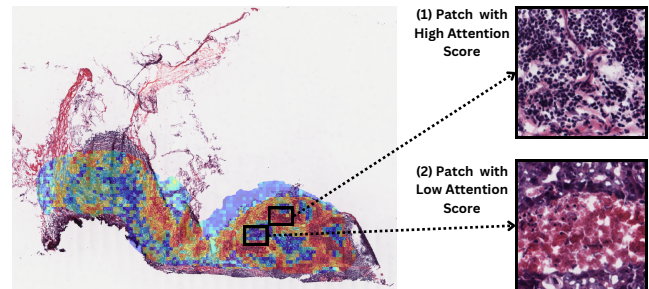 (1) Patch with
High Attention
Score
(2) Patch with
Low Attention
Score